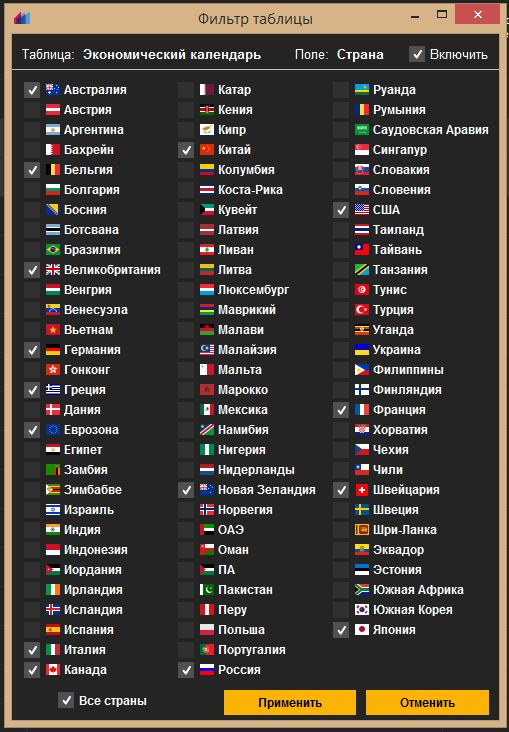 Фильтр таблицы
Таблица: Экономический календарь Поле: Страна Включить
Австралия Катар Руанда
Австрия Кения Румыния
Аргентина Кипр Саудовская Аравия
Бахрейн Китай Сингапур
Бельгия Колумбия Словакия
Болгария Коста-Рика Словения
Босния Кувейт США
Ботсвана Латвия Таиланд
Бразилия Ливан Тайвань
Великобритания Литва Танзания
Венгрия Люксембург Тунис
Венесуэла Маврикий Турция
Вьетнам Малави Уганда
Германия Малайзия Украина
Гонконг Мальта Филиппины
Греция Марокко Финляндия
Дания Мексика Франция
Еврозона Намибия Хорватия
Египет Нигерия Чехия
Замбия Нидерланды Чили
Зимбабве Новая Зеландия Швейцария
Израиль Норвегия Швеция
Индия ОАЭ Шри-Ланка
Индонезия Оман Эквадор
Иордания ПА Эстония
Ирландия Пакистан Южная Африка
Исландия Перу Южная Корея
Испания Польша Япония
Италия Португалия
Канада Россия
Все страны Применить Отменить